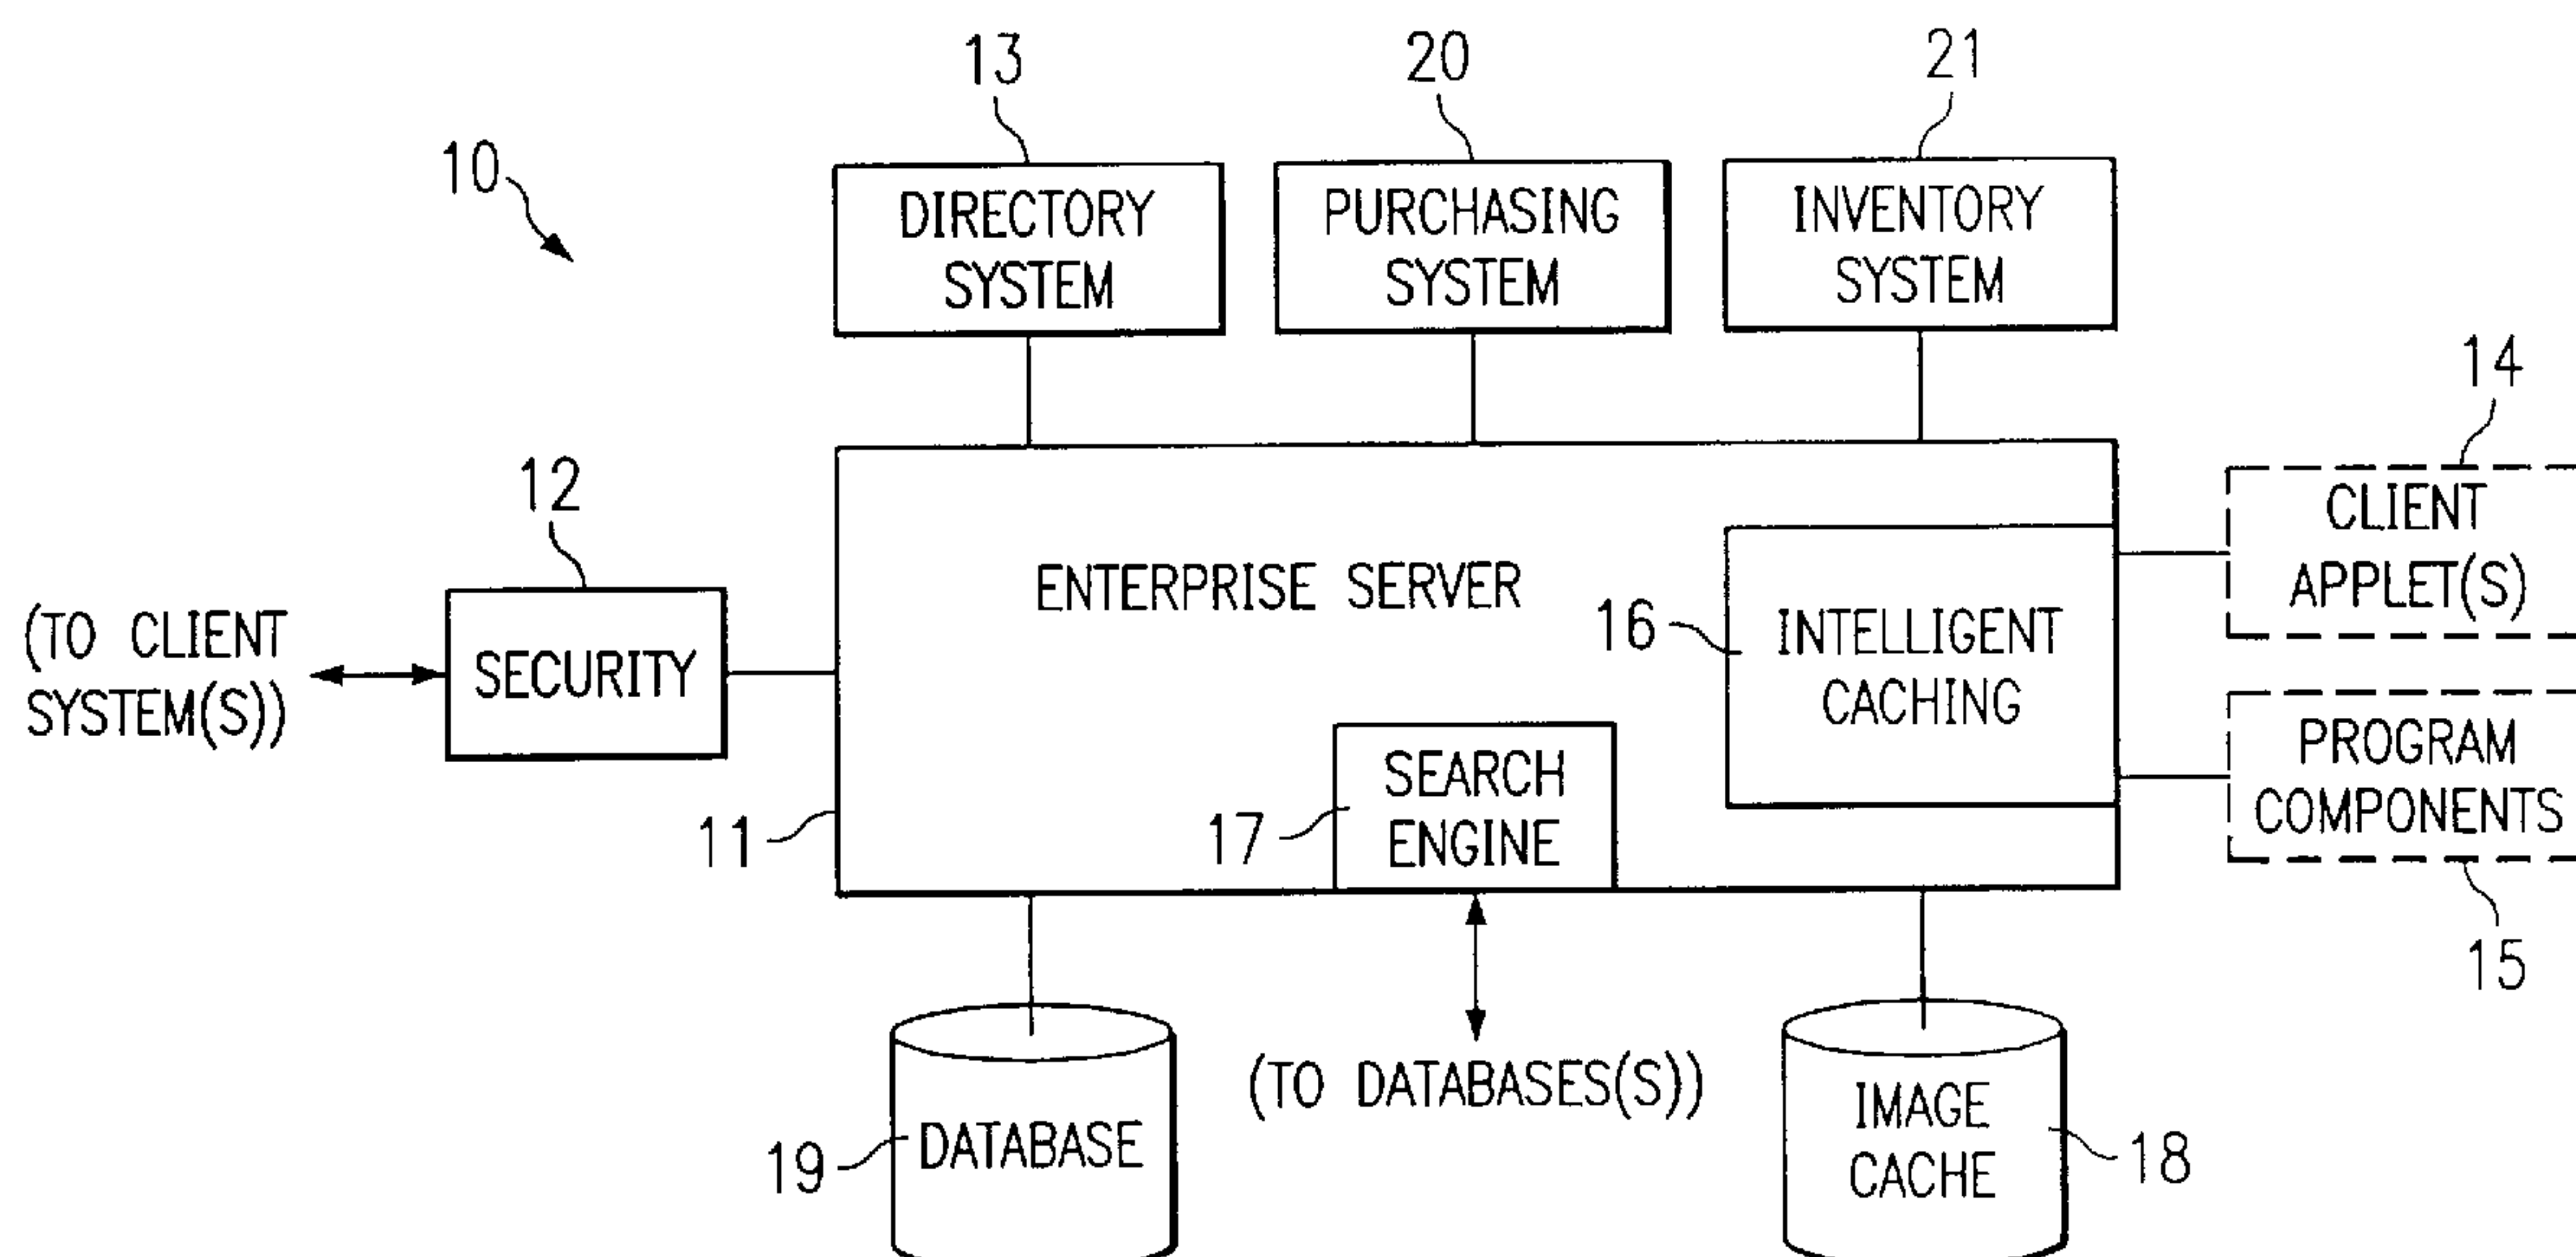 13
20
21
10
DIRECTORY
SYSTEM
PURCHASING
SYSTEM
INVENTORY
SYSTEM
14
12
CLIENT
APPLET(S)
ENTERPRISE SERVER
(TO CLIENT
SYSTEM(S))
SECURITY
16
INTELLIGENT
CACHING
PROGRAM
COMPONENTS
11
17
SEARCH
ENGINE
15
(TO DATABASES(S))
19
DATABASE
IMAGE
CACHE
18